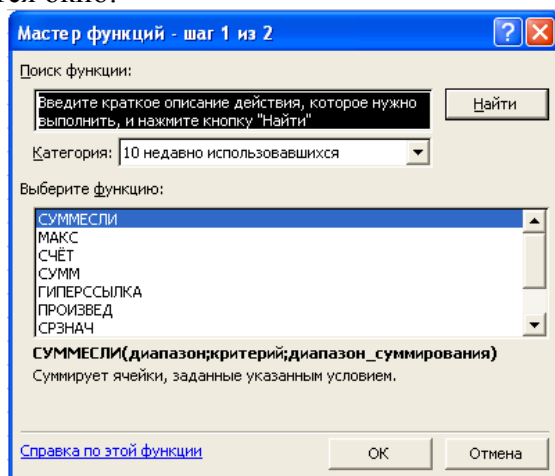 тся окно:
Мастер функций - шаг 1 из 2
Поиск функции:
Введите краткое описание действия, которое нужно
выполнить, и нажмите кнопку "Найти"
Найти
Категория: 10 недавно использовавшихся
Выберите функцию:
СУММЕСЛИ
МАКС
СЧЁТ
СУММ
ГИПЕРССЫЛКА
ПРОИЗВЕД
СРЗНАЧ
СУММЕСЛИ(диапазон;критерий;диапазон_суммирования)
Суммирует ячейки, заданные указанным условием.
Справка по этой функции
ОК
Отмена